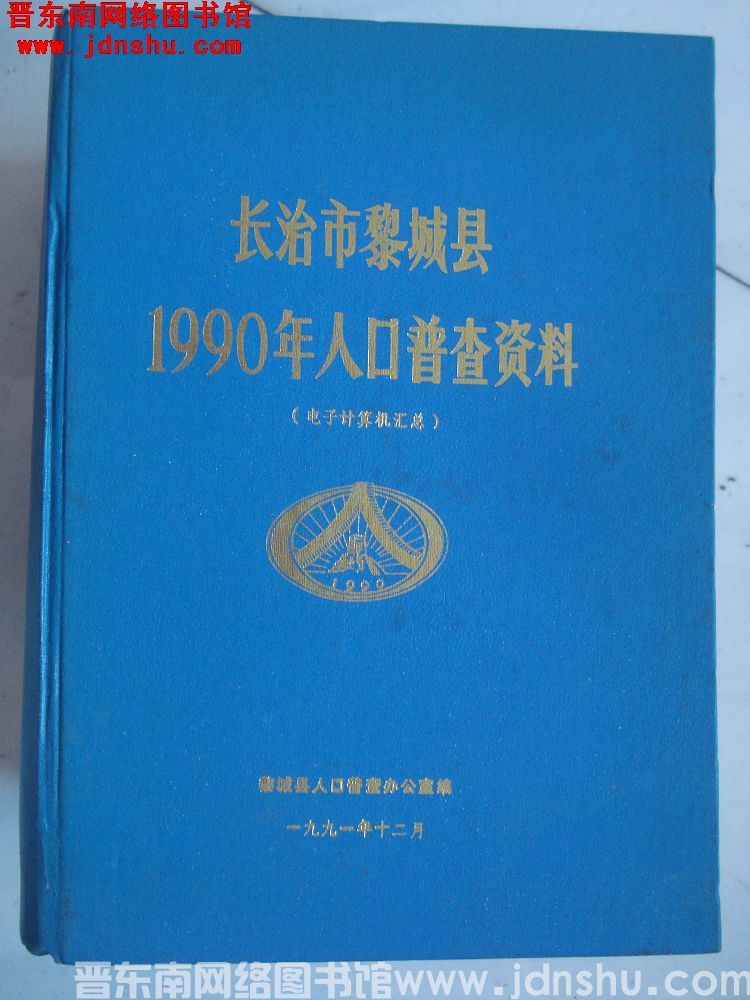 晋东南网络图书馆
www.jdnshu.com
长治市黎城县
1990年人口普查资料
(电子计算机汇总)
1990
黎城县人口普查办公室编
一九九一年十二月
晋东南网络图书馆www.jdnshu.com